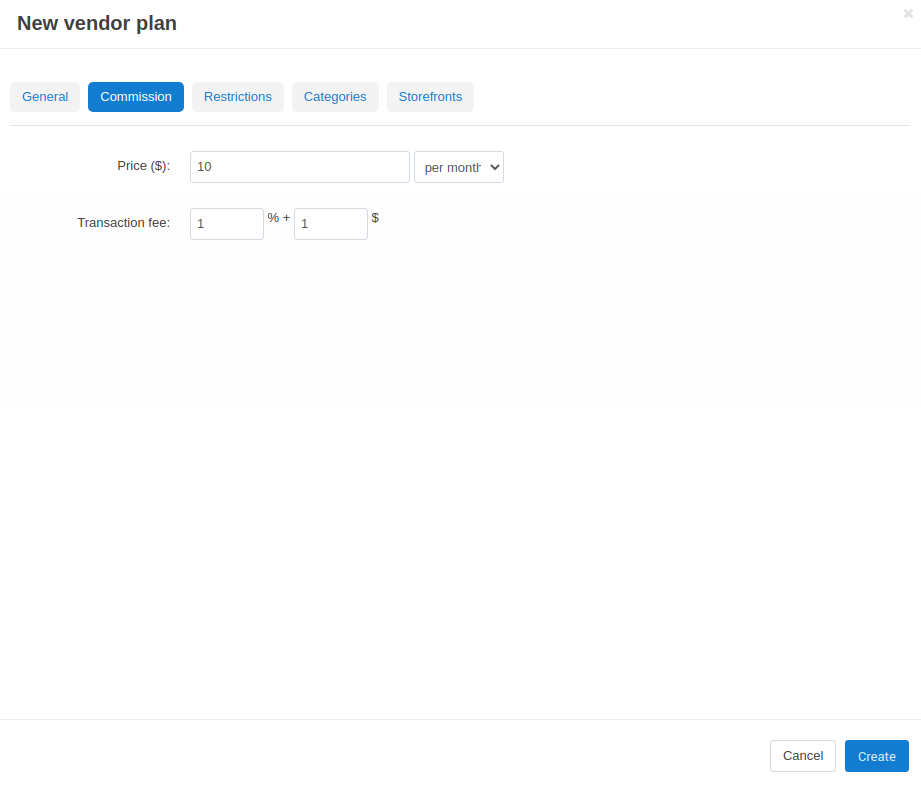 New vendor plan
General Commission Restrictions Categories Storefronts
Price ($): 10 per month
Transaction fee: 1 % + 1 $
Cancel Create